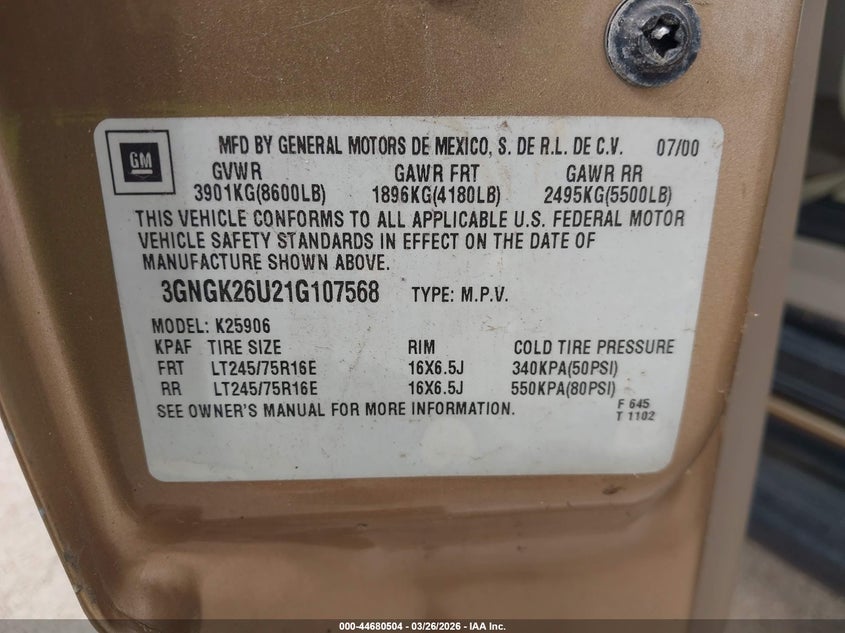 GM
MFD BY GENERAL MOTORS DE MEXICO, S. DE R.L. DE C.V. 07/00
GVWR GAWR FRT GAWR RR
3901KG(8600LB) 1896KG(4180LB) 2495KG(5500LB)
THIS VEHICLE CONFORMS TO ALL APPLICABLE U.S. FEDERAL MOTOR
VEHICLE SAFETY STANDARDS IN EFFECT ON THE DATE OF
MANUFACTURE SHOWN ABOVE.
3GNGK26U21G107568 TYPE: M.P.V.
MODEL: K25906
KPAF TIRE SIZE RIM COLD TIRE PRESSURE
FRT LT245/75R16E 16X6.5J 340KPA(50PSI)
RR LT245/75R16E 16X6.5J 550KPA(80PSI)
SEE OWNER'S MANUAL FOR MORE INFORMATION.
F 645
T 1102
000-44680504 | 03/26/2026 | IAA Inc.